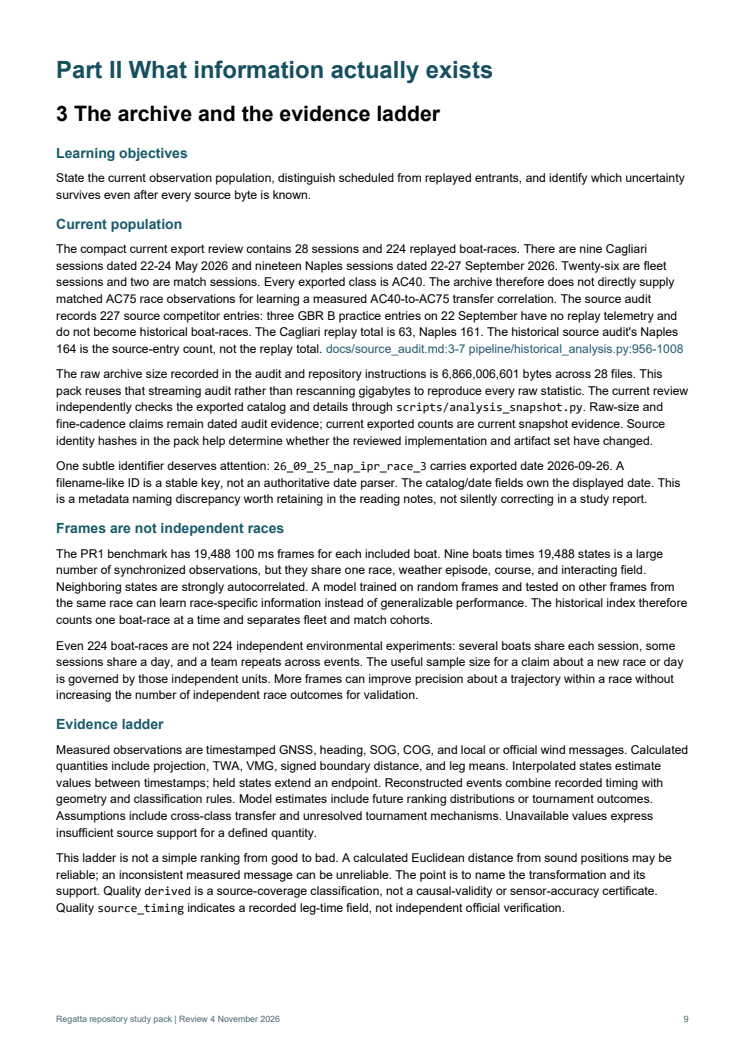 Part II What information actually exists
3 The archive and the evidence ladder
Learning objectives
State the current observation population, distinguish scheduled from replayed entrants, and identify which uncertainty
survives even after every source byte is known.
Current population
The compact current export review contains 28 sessions and 224 replayed boat-races. There are nine Cagliari
sessions dated 22-24 May 2026 and nineteen Naples sessions dated 22-27 September 2026. Twenty-six are fleet
sessions and two are match sessions. Every exported class is AC40. The archive therefore does not directly supply
matched AC75 race observations for learning a measured AC40-to-AC75 transfer correlation. The source audit
records 227 source competitor entries: three GBR B practice entries on 22 September have no replay telemetry and
do not become historical boat-races. The Cagliari replay total is 63, Naples 161. The historical source audit's Naples
164 is the source-entry count, not the replay total. docs/source_audit.md:3-7 pipeline/historical_analysis.py:956-1008
The raw archive size recorded in the audit and repository instructions is 6,866,006,601 bytes across 28 files. This
pack reuses that streaming audit rather than rescanning gigabytes to reproduce every raw statistic. The current review
independently checks the exported catalog and details through scripts/analysis_snapshot.py. Raw-size and
fine-cadence claims remain dated audit evidence; current exported counts are current snapshot evidence. Source
identity hashes in the pack help determine whether the reviewed implementation and artifact set have changed.
One subtle identifier deserves attention: 26_09_25_nap_ipr_race_3 carries exported date 2026-09-26. A
filename-like ID is a stable key, not an authoritative date parser. The catalog/date fields own the displayed date. This
is a metadata naming discrepancy worth retaining in the reading notes, not silently correcting in a study report.
Frames are not independent races
The PR1 benchmark has 19,488 100 ms frames for each included boat. Nine boats times 19,488 states is a large
number of synchronized observations, but they share one race, weather episode, course, and interacting field.
Neighboring states are strongly autocorrelated. A model trained on random frames and tested on other frames from
the same race can learn race-specific information instead of generalizable performance. The historical index therefore
counts one boat-race at a time and separates fleet and match cohorts.
Even 224 boat-races are not 224 independent environmental experiments: several boats share each session, some
sessions share a day, and a team repeats across events. The useful sample size for a claim about a new race or day
is governed by those independent units. More frames can improve precision about a trajectory within a race without
increasing the number of independent race outcomes for validation.
Evidence ladder
Measured observations are timestamped GNSS, heading, SOG, COG, and local or official wind messages. Calculated
quantities include projection, TWA, VMG, signed boundary distance, and leg means. Interpolated states estimate
values between timestamps; held states extend an endpoint. Reconstructed events combine recorded timing with
geometry and classification rules. Model estimates include future ranking distributions or tournament outcomes.
Assumptions include cross-class transfer and unresolved tournament mechanisms. Unavailable values express
insufficient source support for a defined quantity.
This ladder is not a simple ranking from good to bad. A calculated Euclidean distance from sound positions may be
reliable; an inconsistent measured message can be unreliable. The point is to name the transformation and its
support. Quality derived is a source-coverage classification, not a causal-validity or sensor-accuracy certificate.
Quality source_timing indicates a recorded leg-time field, not independent official verification.
Regatta repository study pack | Review 4 November 2026
9